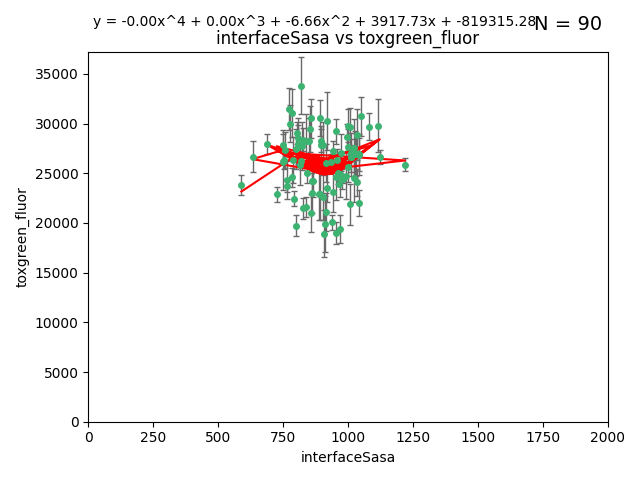 y = -0.00x^4 + 0.00x^3 + -6.66x^2 + 3917.73x + -819315.28
N = 90
interfaceSasa vs toxgreen_fluor
35000
30000
25000
20000
15000
10000
5000
0
toxgreen_fluor
0 250 500 750 1000 1250 1500 1750 2000
interfaceSasa